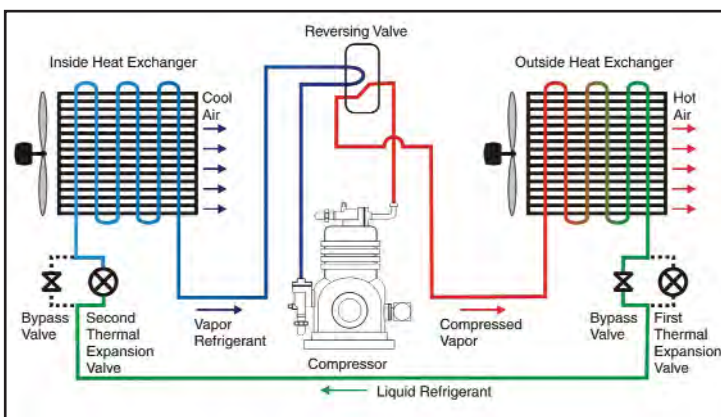 Reversing Valve
Inside Heat Exchanger
Outside Heat Exchanger
Cool
Air
Hot
Air
Bypass
Valve
Second
Thermal
Expansion
Valve
Vapor
Refrigerant
Compressor
Compressed
Vapor
Bypass
Valve
First
Thermal
Expansion
Valve
Liquid Refrigerant